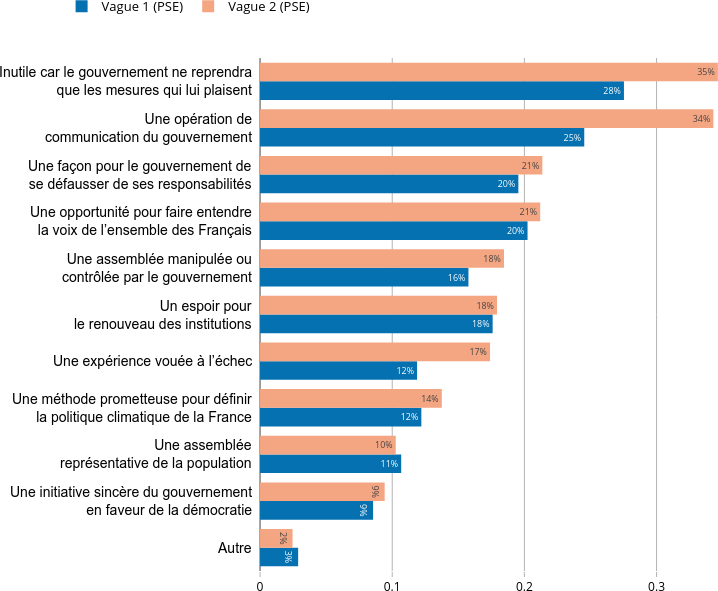 Vague 1 (PSE) Vague 2 (PSE)
Inutile car le gouvernement ne reprendra
que les mesures qui lui plaisent
35%
28%
Une opération de
communication du gouvernement
34%
25%
Une façon pour le gouvernement de
se défausser de ses responsabilités
21%
20%
Une opportunité pour faire entendre
la voix de l'ensemble des Français
21%
20%
Une assemblée manipulée ou
contrôlée par le gouvernement
18%
16%
Un espoir pour
le renouveau des institutions
18%
18%
Une expérience vouée à l'échec
17%
12%
Une méthode prometteuse pour définir
la politique climatique de la France
14%
12%
Une assemblée
représentative de la population
10%
11%
Une initiative sincère du gouvernement
en faveur de la démocratie
9%
9%
Autre
2%
3%
0 0.1 0.2 0.3